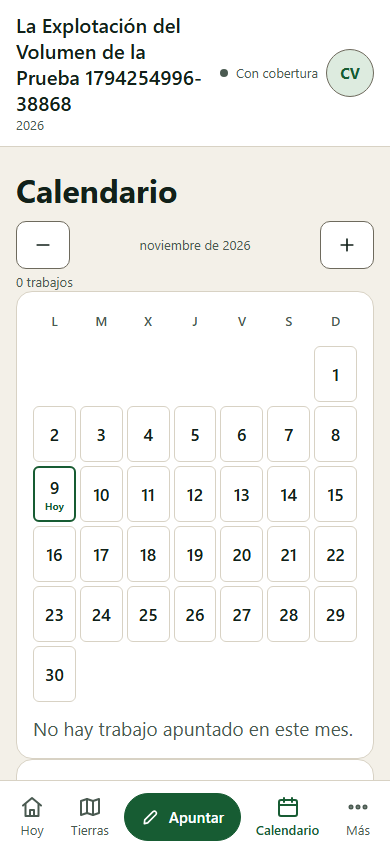 La Explotación del
Volumen de la
Prueba 1794254996-
38868
2026
Con cobertura
CV
Calendario
− noviembre de 2026 +
0 trabajos
L M X J V S D
1
2 3 4 5 6 7 8
9 10 11 12 13 14 15
Hoy
16 17 18 19 20 21 22
23 24 25 26 27 28 29
30
No hay trabajo apuntado en este mes.
Hoy Tierras Apuntar Calendario Más